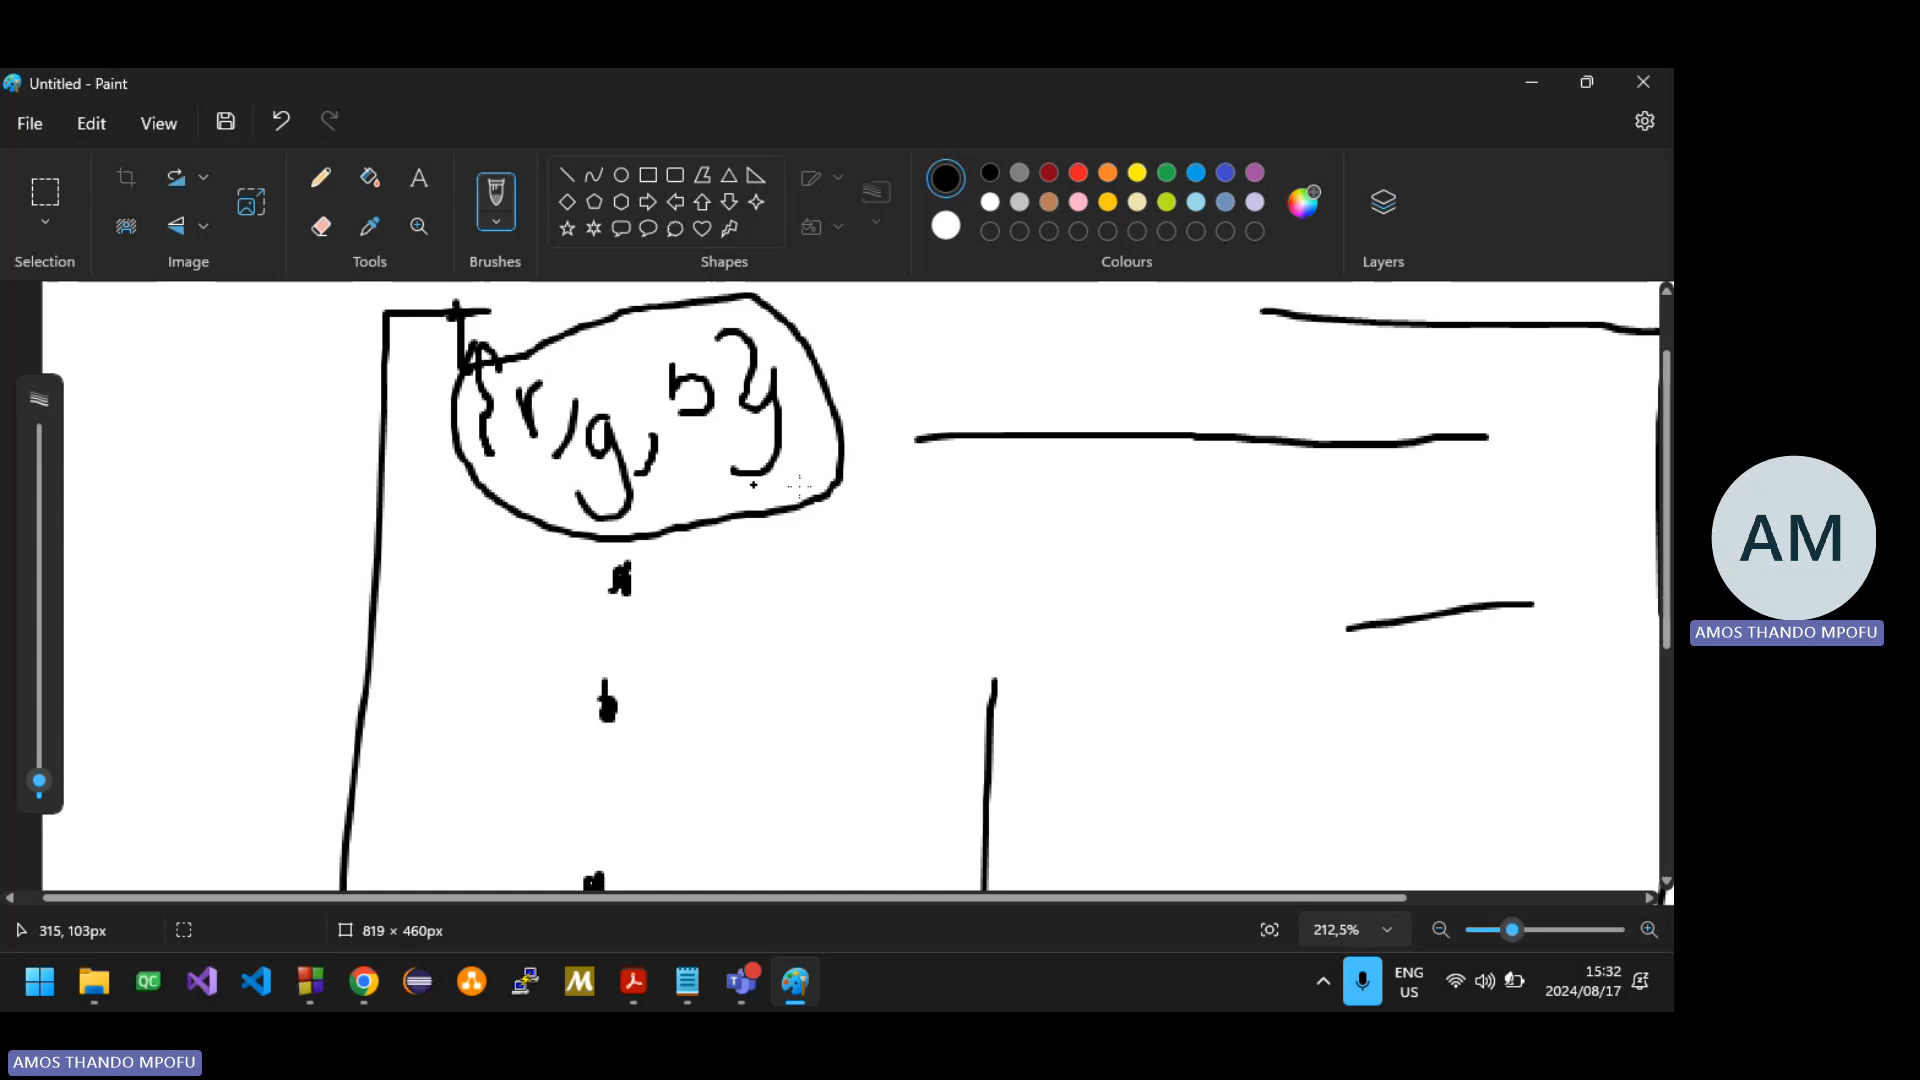 Untitled - Paint
File Edit View
Selection Image Tools Brushes Shapes Colours Layers
{r,g,b}
AM
AMOS THANDO MPOFU
315, 103px 819 × 460px 212,5%
QC M ENG US 15:32 2024/08/17
AMOS THANDO MPOFU